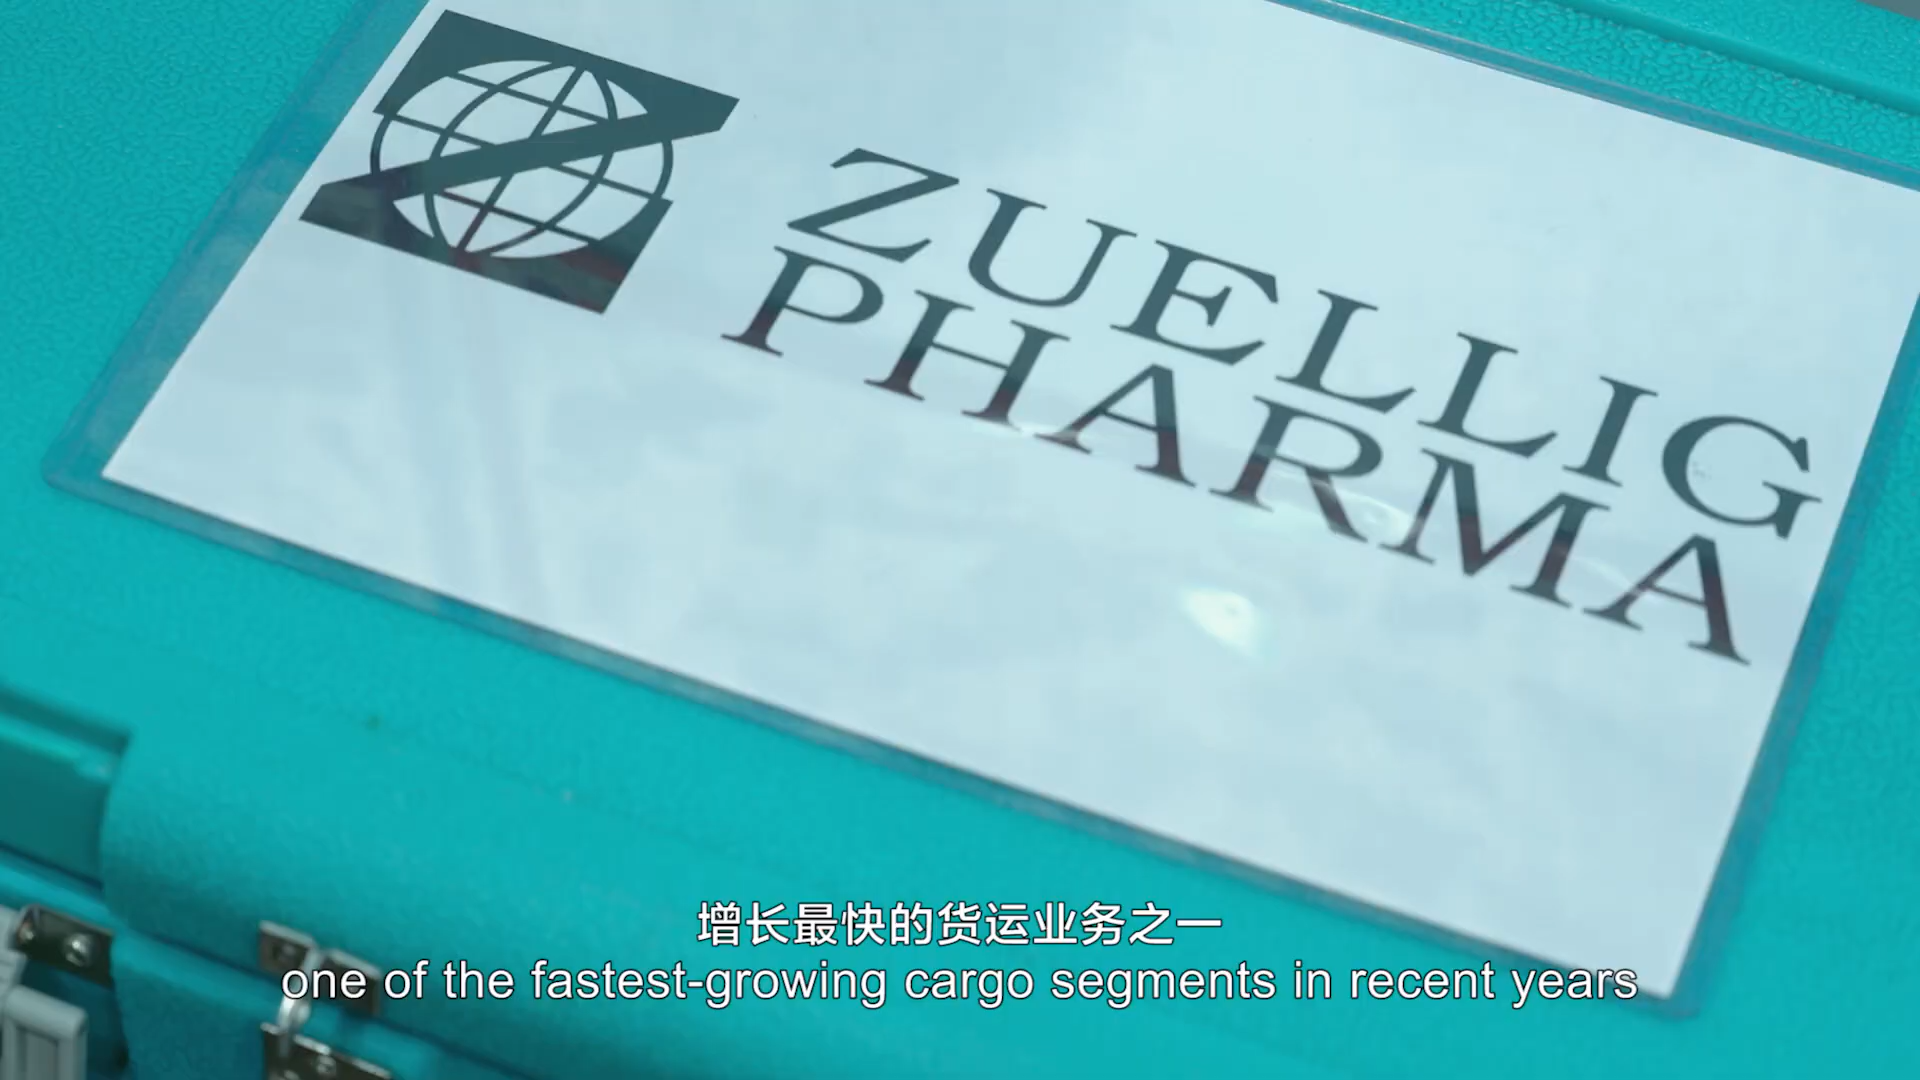 ZUELLIG
PHARMA
增长最快的货运业务之一
one of the fastest-growing cargo segments in recent years